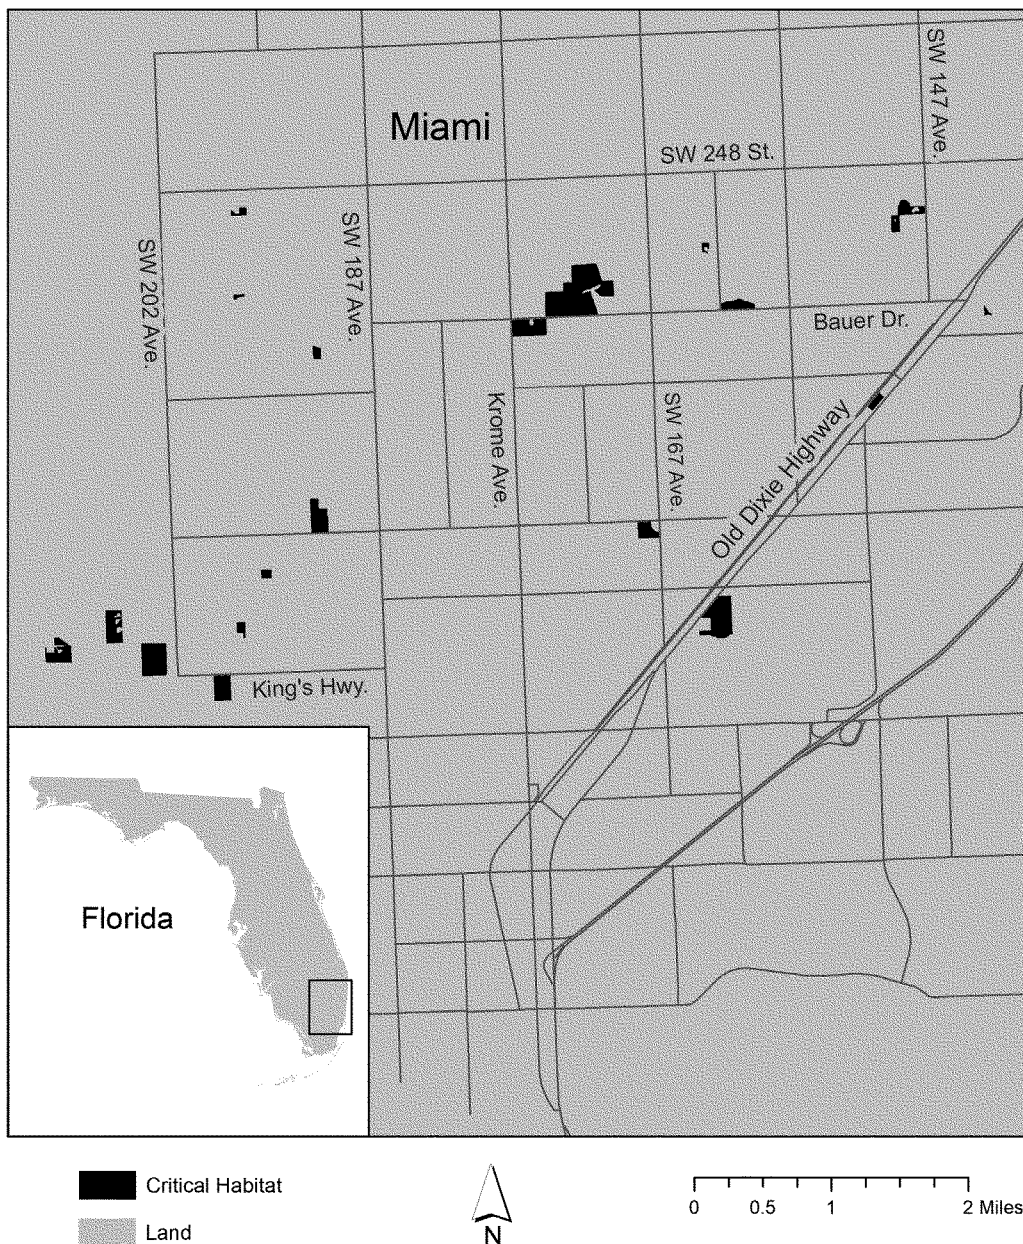 SW 147 Ave.
Miami
SW 248 St.
SW 202 Ave.
SW 187 Ave.
Bauer Dr.
Krome Ave.
SW 167 Ave.
Old Dixie Highway
King's Hwy.
Florida
Critical Habitat
Land
N
0 0.5 1 2 Miles